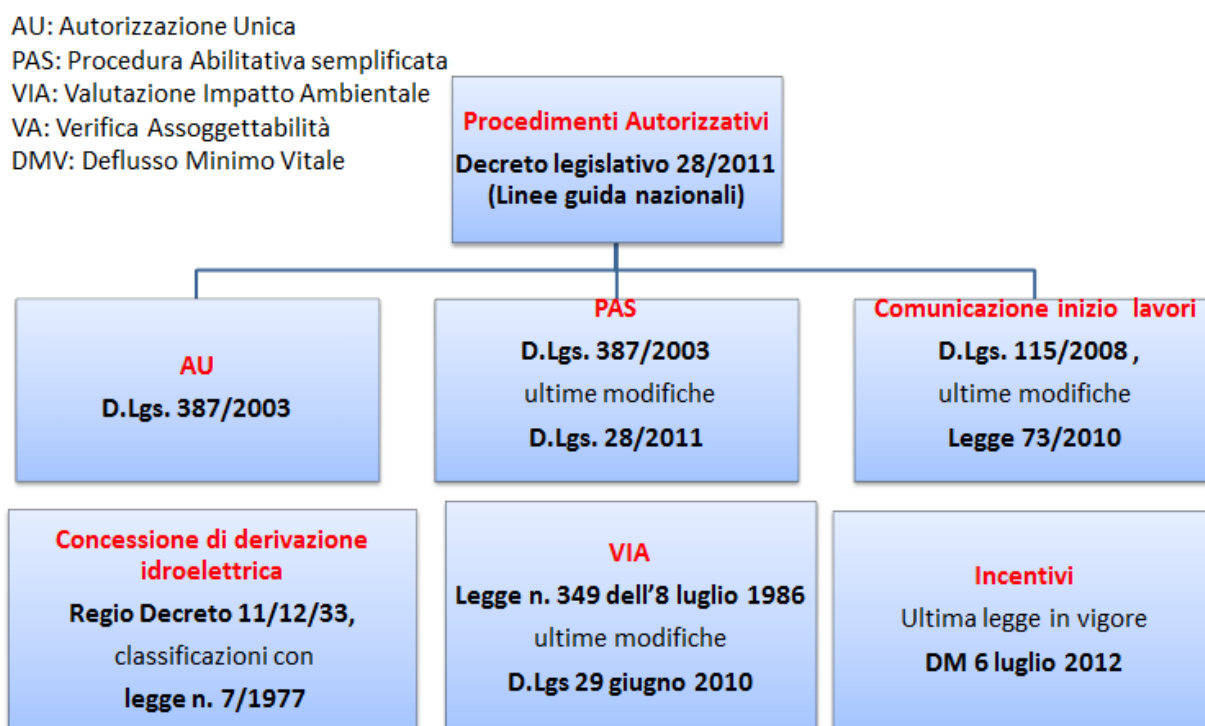 AU: Autorizzazione Unica
PAS: Procedura Abilitativa semplificata
VIA: Valutazione Impatto Ambientale
VA: Verifica Assoggettabilità
DMV: Deflusso Minimo Vitale
Procedimenti Autorizzativi
Decreto legislativo 28/2011
(Linee guida nazionali)
AU
D.Lgs. 387/2003
PAS
D.Lgs. 387/2003
ultime modifiche
D.Lgs. 28/2011
Comunicazione inizio lavori
D.Lgs. 115/2008 ,
ultime modifiche
Legge 73/2010
Concessione di derivazione
idroelettrica
Regio Decreto 11/12/33,
classificazioni con
legge n. 7/1977
VIA
Legge n. 349 dell’8 luglio 1986
ultime modifiche
D.Lgs 29 giugno 2010
Incentivi
Ultima legge in vigore
DM 6 luglio 2012